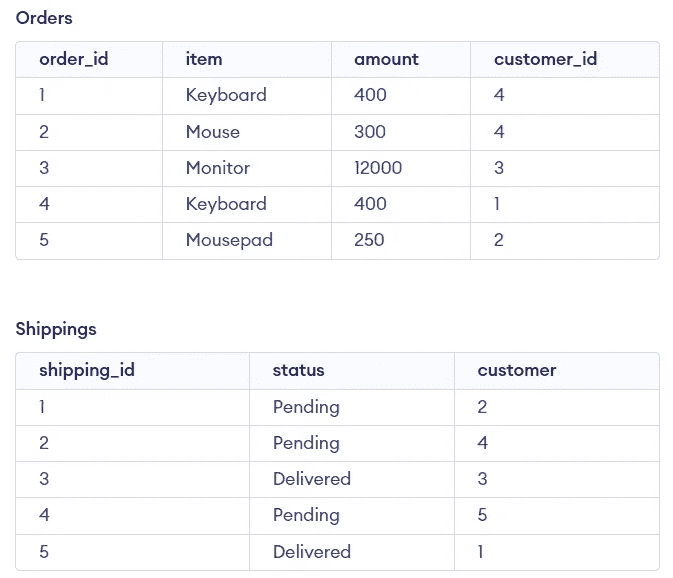 Orders
order_id item amount customer_id
1 Keyboard 400 4
2 Mouse 300 4
3 Monitor 12000 3
4 Keyboard 400 1
5 Mousepad 250 2
Shippings
shipping_id status customer
1 Pending 2
2 Pending 4
3 Delivered 3
4 Pending 5
5 Delivered 1